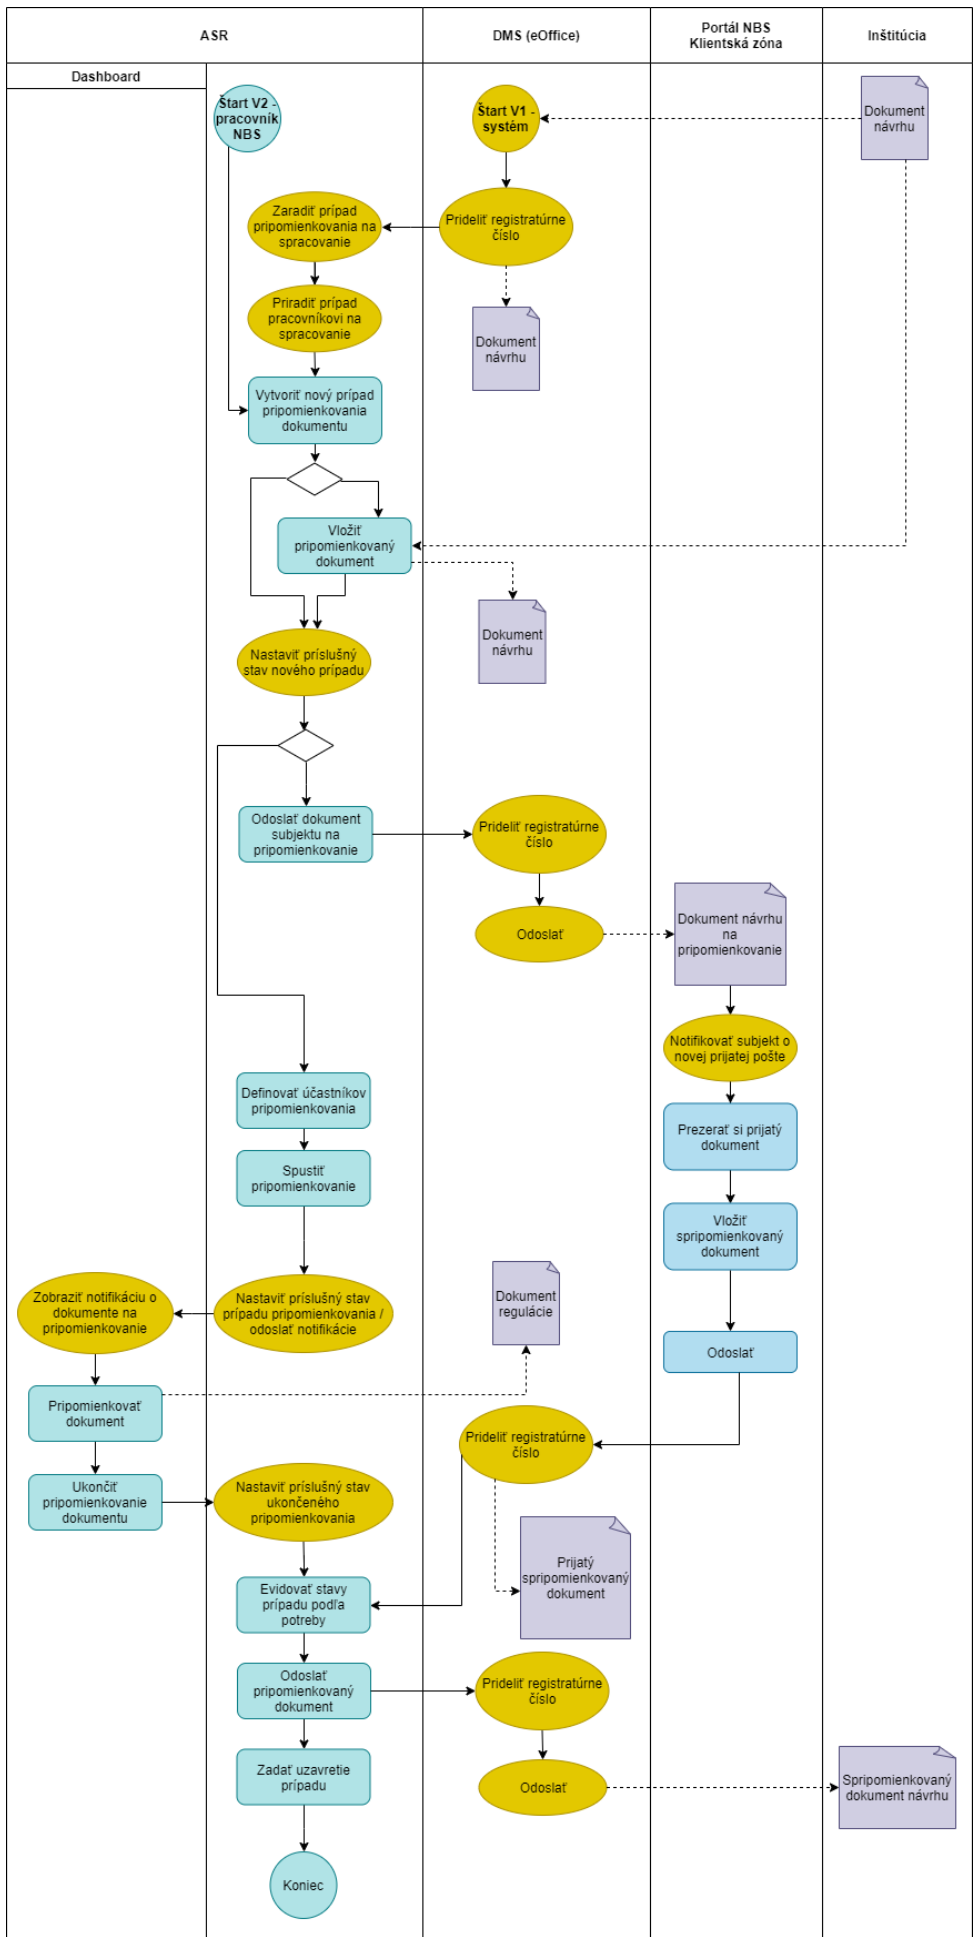 ASR
DMS (eOffice)
Portál NBS
Klientská zóna
Inštitúcia
Dashboard
Štart V2 -
pracovník
NBS
Štart V1 -
systém
Dokument
návrhu
Zaradiť prípad
pripomienkovania na
spracovanie
Prideliť registratúrne
číslo
Priradiť prípad
pracovníkovi na
spracovanie
Dokument
návrhu
Vytvoriť nový prípad
pripomienkovania
dokumentu
Vložiť
pripomienkovaný
dokument
Dokument
návrhu
Nastaviť príslušný
stav nového prípadu
Odoslať dokument
subjektu na
pripomienkovanie
Prideliť registratúrne
číslo
Odoslať
Dokument návrhu
na
pripomienkovanie
Notifikovať subjekt o
novej prijatej pošte
Definovať účastníkov
pripomienkovania
Prezerať si prijatý
dokument
Spustiť
pripomienkovanie
Vložiť
spripomienkovaný
dokument
Zobraziť notifikáciu o
dokumente na
pripomienkovanie
Nastaviť príslušný stav
prípadu pripomienkovania /
odoslať notifikácie
Dokument
regulácie
Odoslať
Pripomienkovať
dokument
Prideliť registratúrne
číslo
Ukončiť
pripomienkovanie
dokumentu
Nastaviť príslušný stav
ukončeného
pripomienkovania
Prijatý
spripomienkovaný
dokument
Evidovať stavy
prípadu podľa
potreby
Odoslať
pripomienkovaný
dokument
Prideliť registratúrne
číslo
Zadať uzavretie
prípadu
Odoslať
Spripomienkovaný
dokument návrhu
Koniec